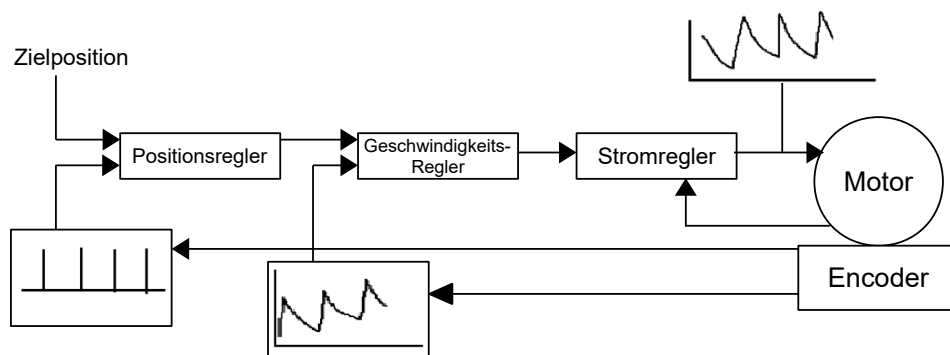 Zielposition
Positionsregler
Geschwindigkeits-
Regler
Stromregler
Motor
Encoder